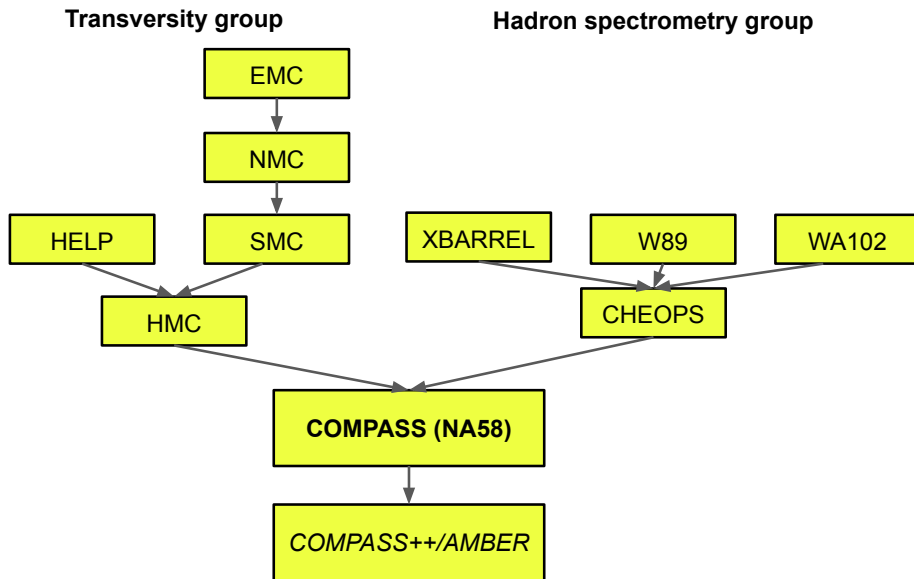 Transversity group
Hadron spectrometry group
EMC
NMC
HELP
SMC
XBARREL
W89
WA102
HMC
CHEOPS
COMPASS (NA58)
COMPASS++/AMBER